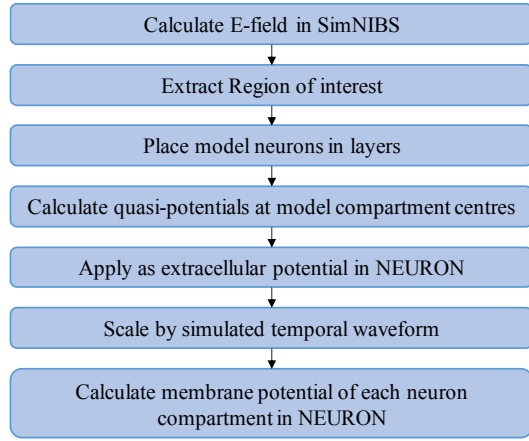 Calculate E-field in SimNIBS
Extract Region of interest
Place model neurons in layers
Calculate quasi-potentials at model compartment centres
Apply as extracellular potential in NEURON
Scale by simulated temporal waveform
Calculate membrane potential of each neuron
compartment in NEURON